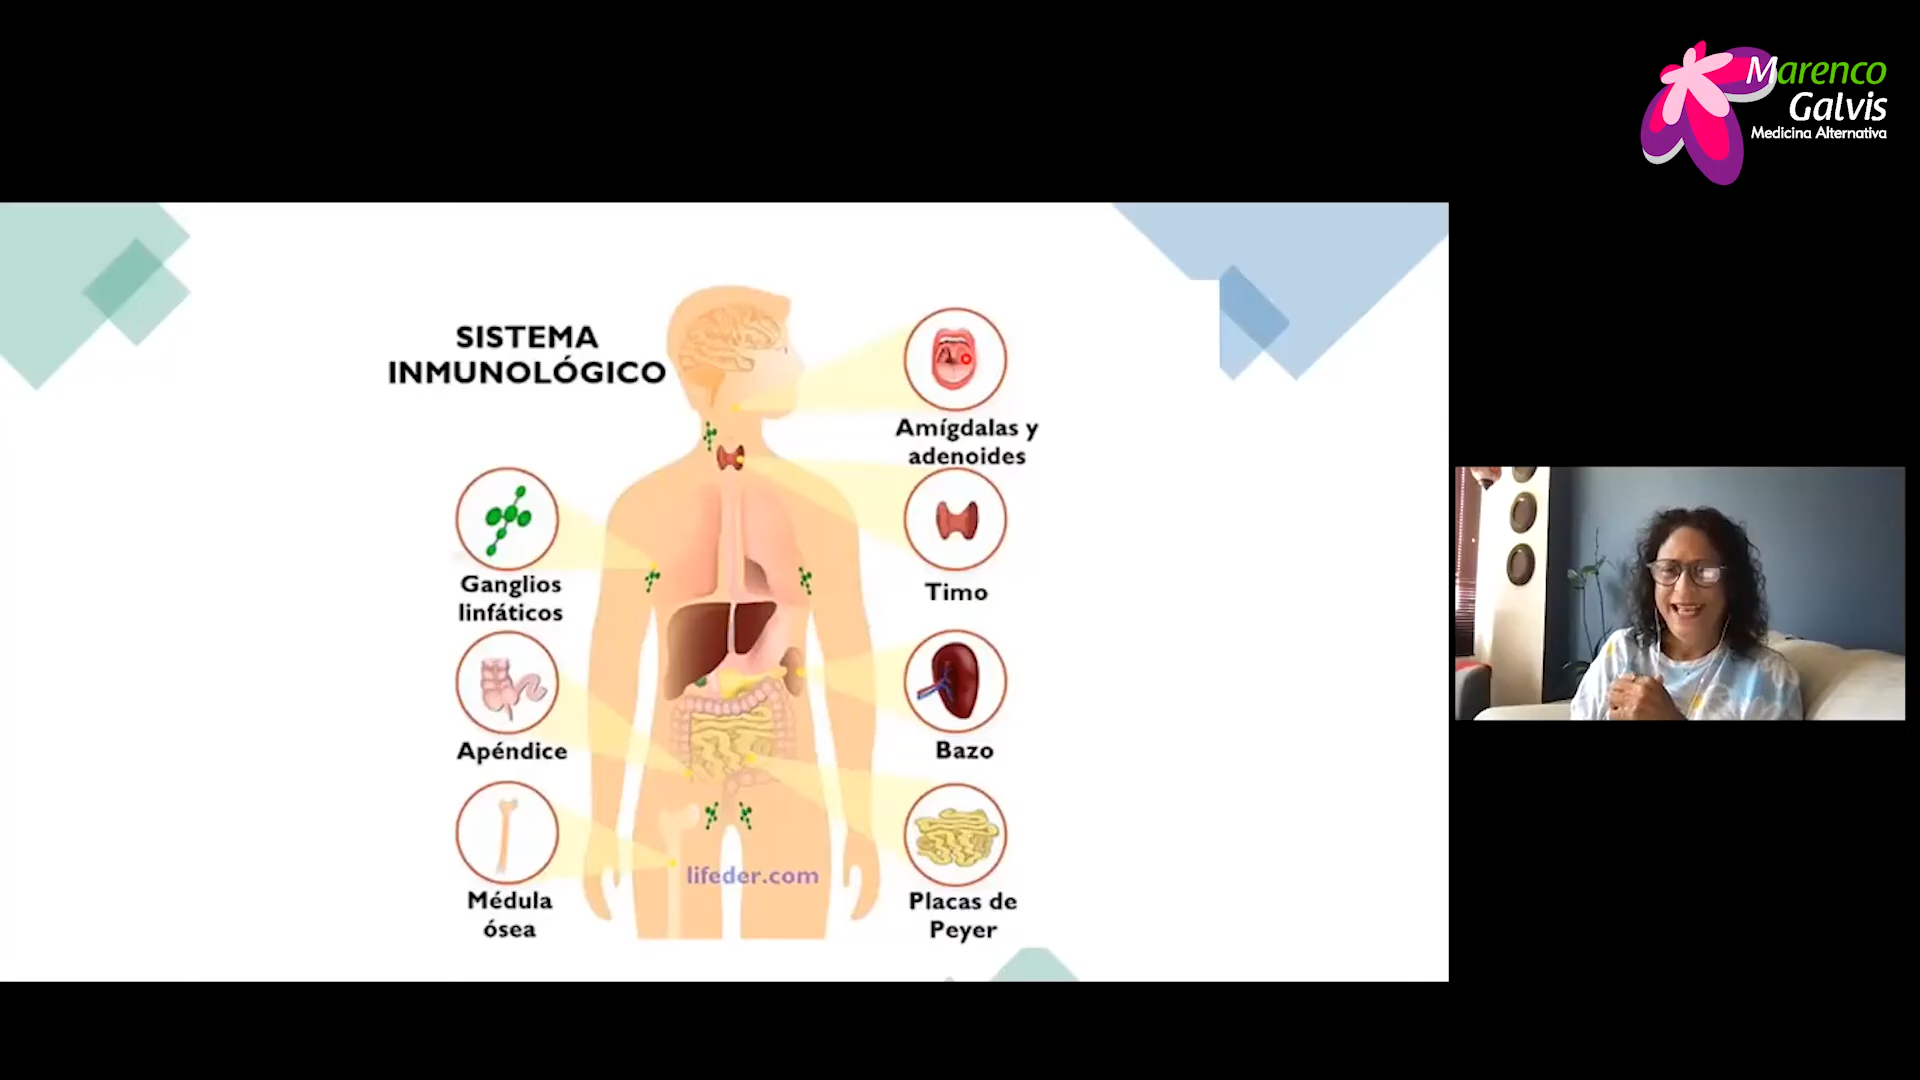 Marenco
Galvis
Medicina Alternativa
SISTEMA
INMUNOLÓGICO
Amígdalas y
adenoides
Ganglios
linfáticos
Timo
Apéndice
Bazo
Médula
ósea
lifeder.com
Placas de
Peyer